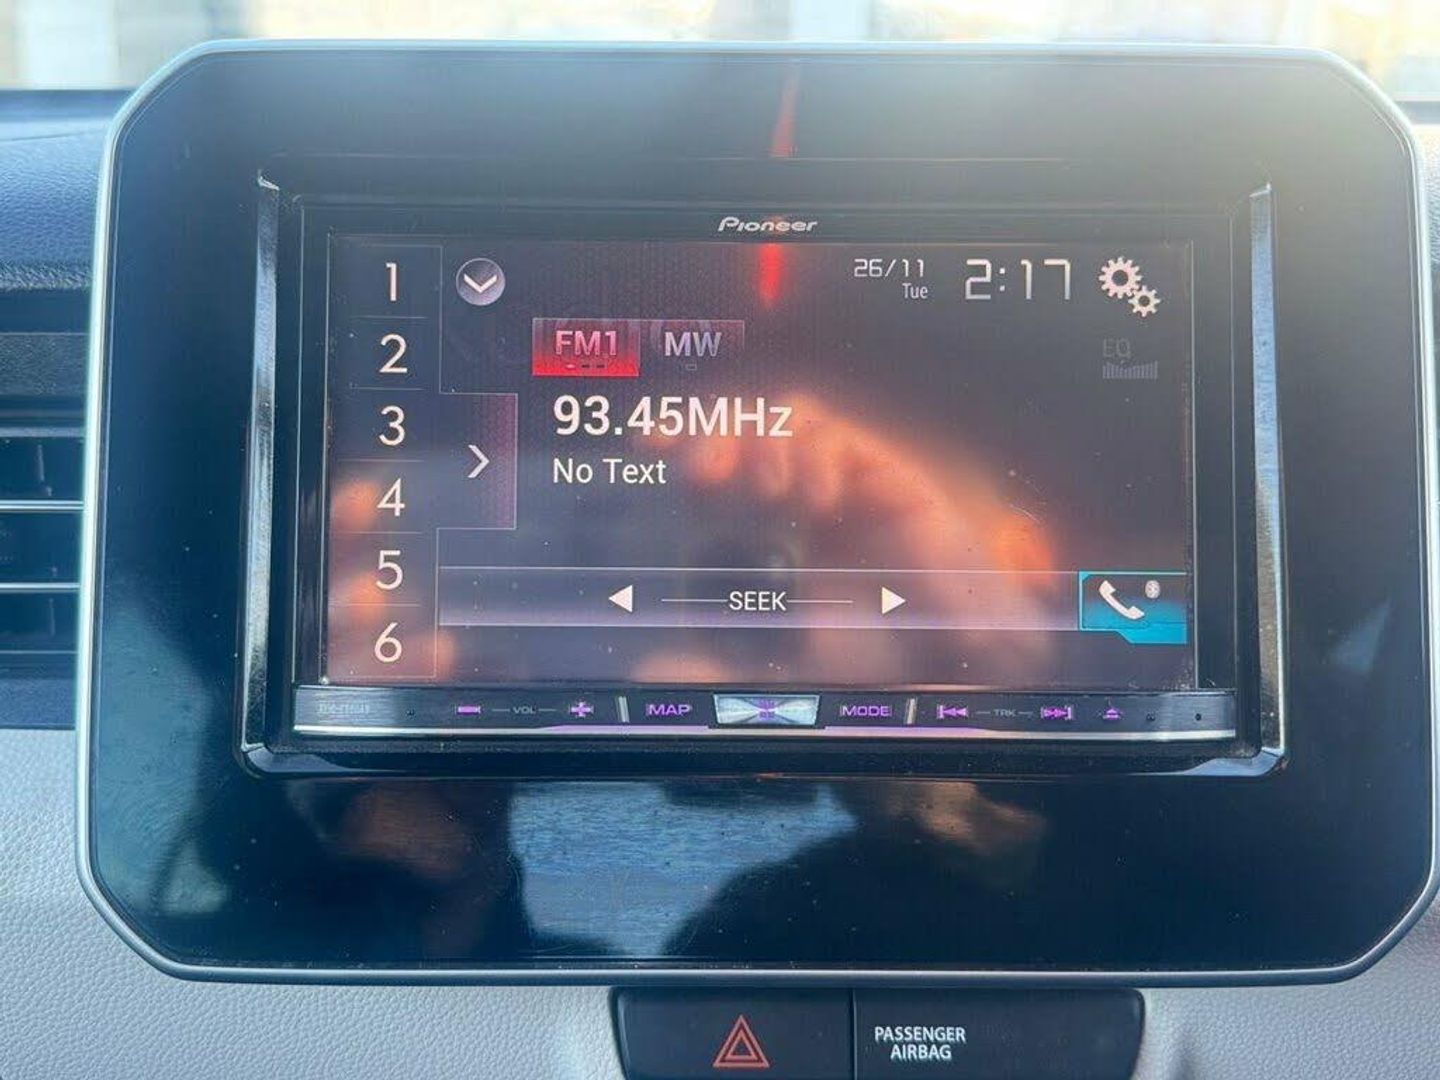 Pioneer
1
2
3
4
5
6
26/11
Tue
2:17
EQ
FM1
MW
93.45MHz
No Text
SEEK
VOL
MAP
MODE
TRK
PASSENGER
AIRBAG